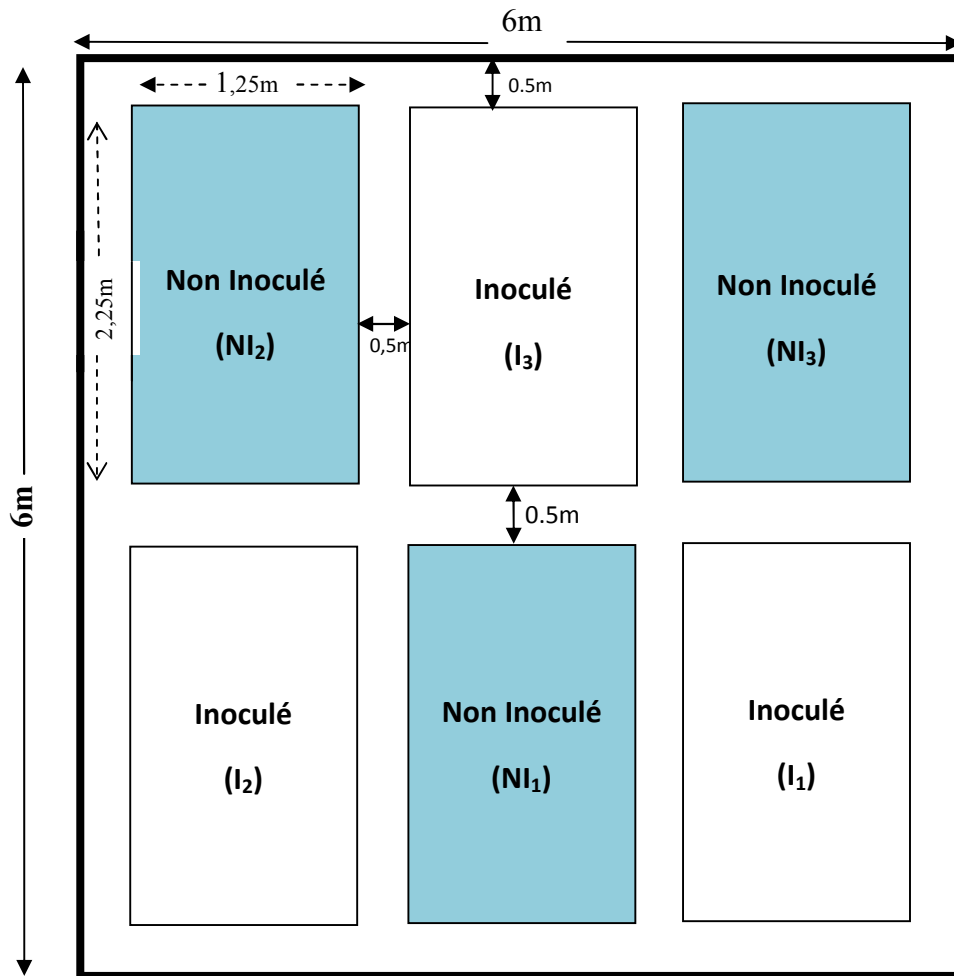 6m
1,25m
0.5m
2,25m
Non Inoculé
(NI₂)
0,5m
Inoculé
(I₃)
Non Inoculé
(NI₃)
6m
0.5m
Inoculé
(I₂)
Non Inoculé
(NI₁)
Inoculé
(I₁)